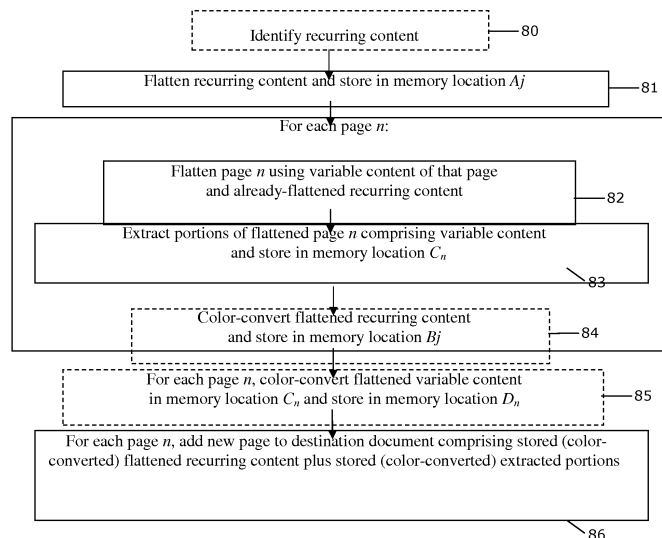 Identify recurring content
80
Flatten recurring content and store in memory location Aj
81
For each page n:
Flatten page n using variable content of that page
and already-flattened recurring content
82
Extract portions of flattened page n comprising variable content
and store in memory location Cn
83
Color-convert flattened recurring content
and store in memory location Bj
84
For each page n, color-convert flattened variable content
in memory location Cn and store in memory location Dn
85
For each page n, add new page to destination document comprising stored (color-
converted) flattened recurring content plus stored (color-converted) extracted portions
86